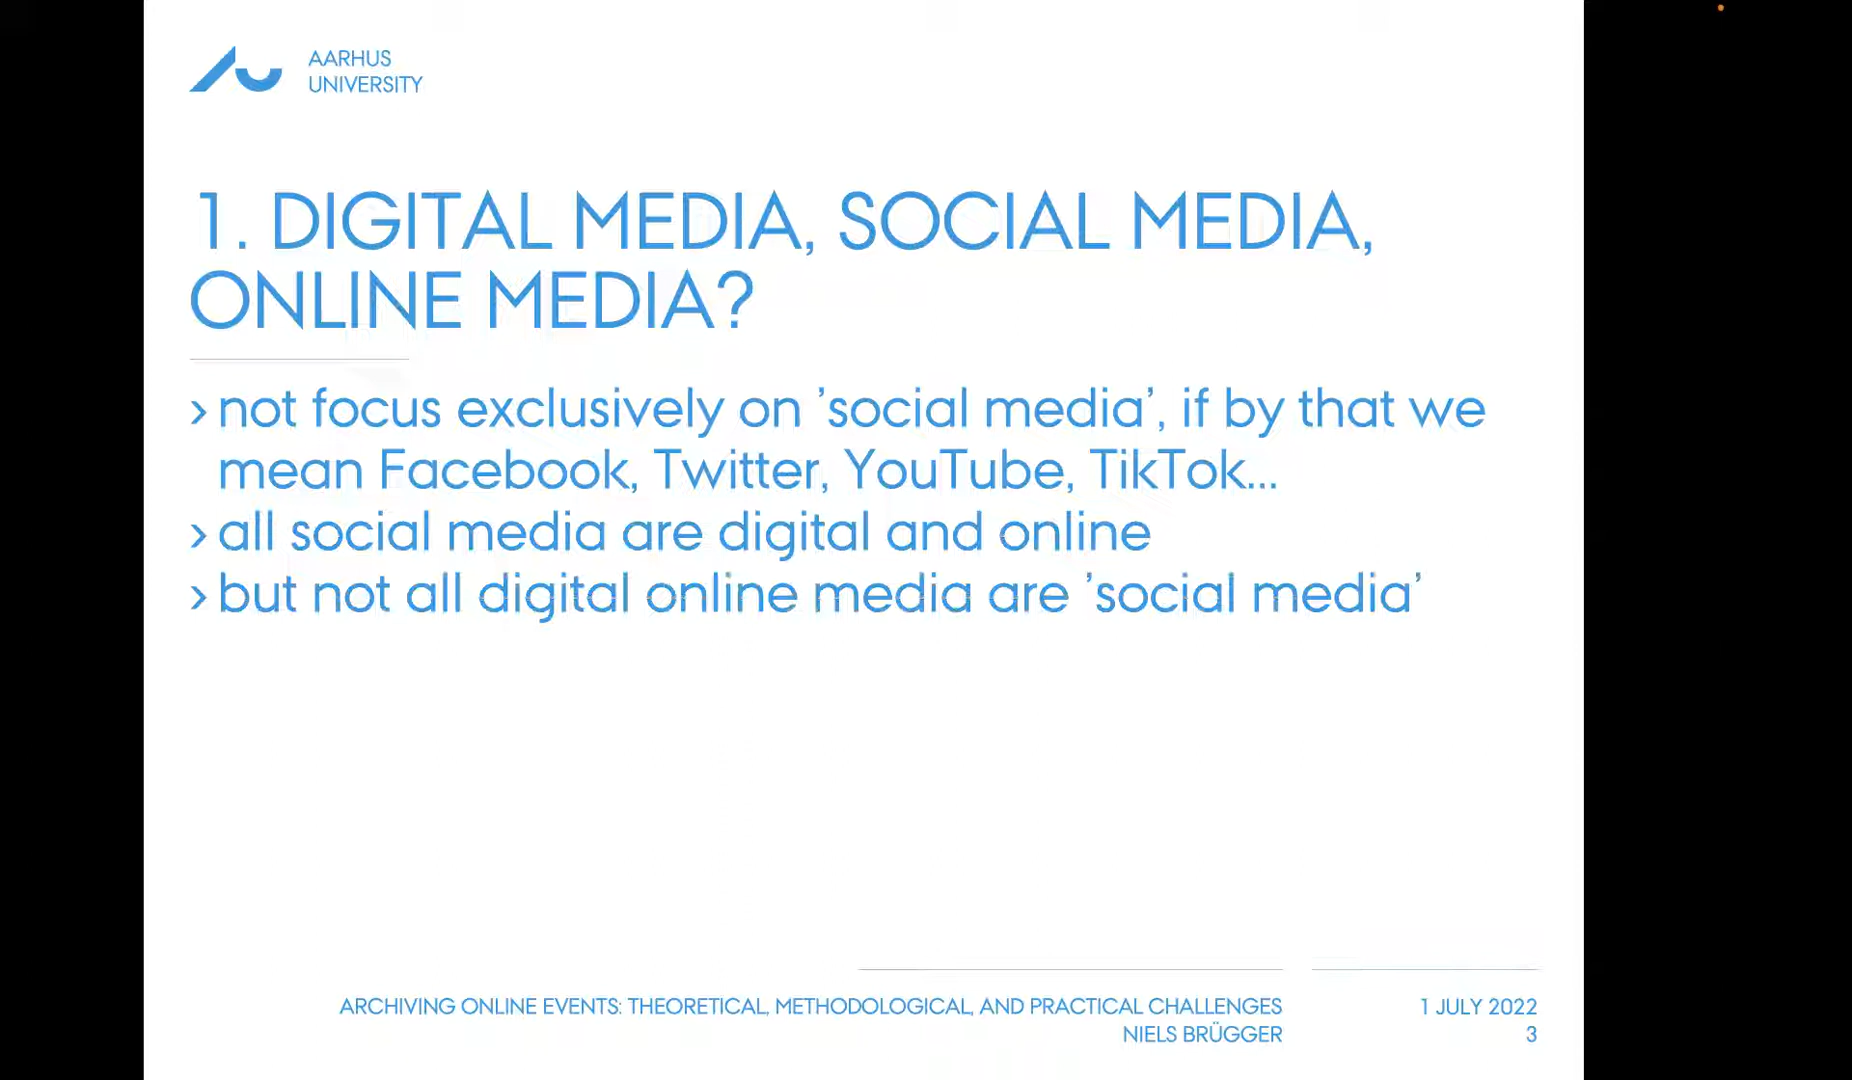 AARHUS
UNIVERSITY
1. DIGITAL MEDIA, SOCIAL MEDIA,
ONLINE MEDIA?
› not focus exclusively on ’social media’, if by that we
mean Facebook, Twitter, YouTube, TikTok...
› all social media are digital and online
› but not all digital online media are ’social media’
ARCHIVING ONLINE EVENTS: THEORETICAL, METHODOLOGICAL, AND PRACTICAL CHALLENGES
NIELS BRÜGGER
1 JULY 2022
3